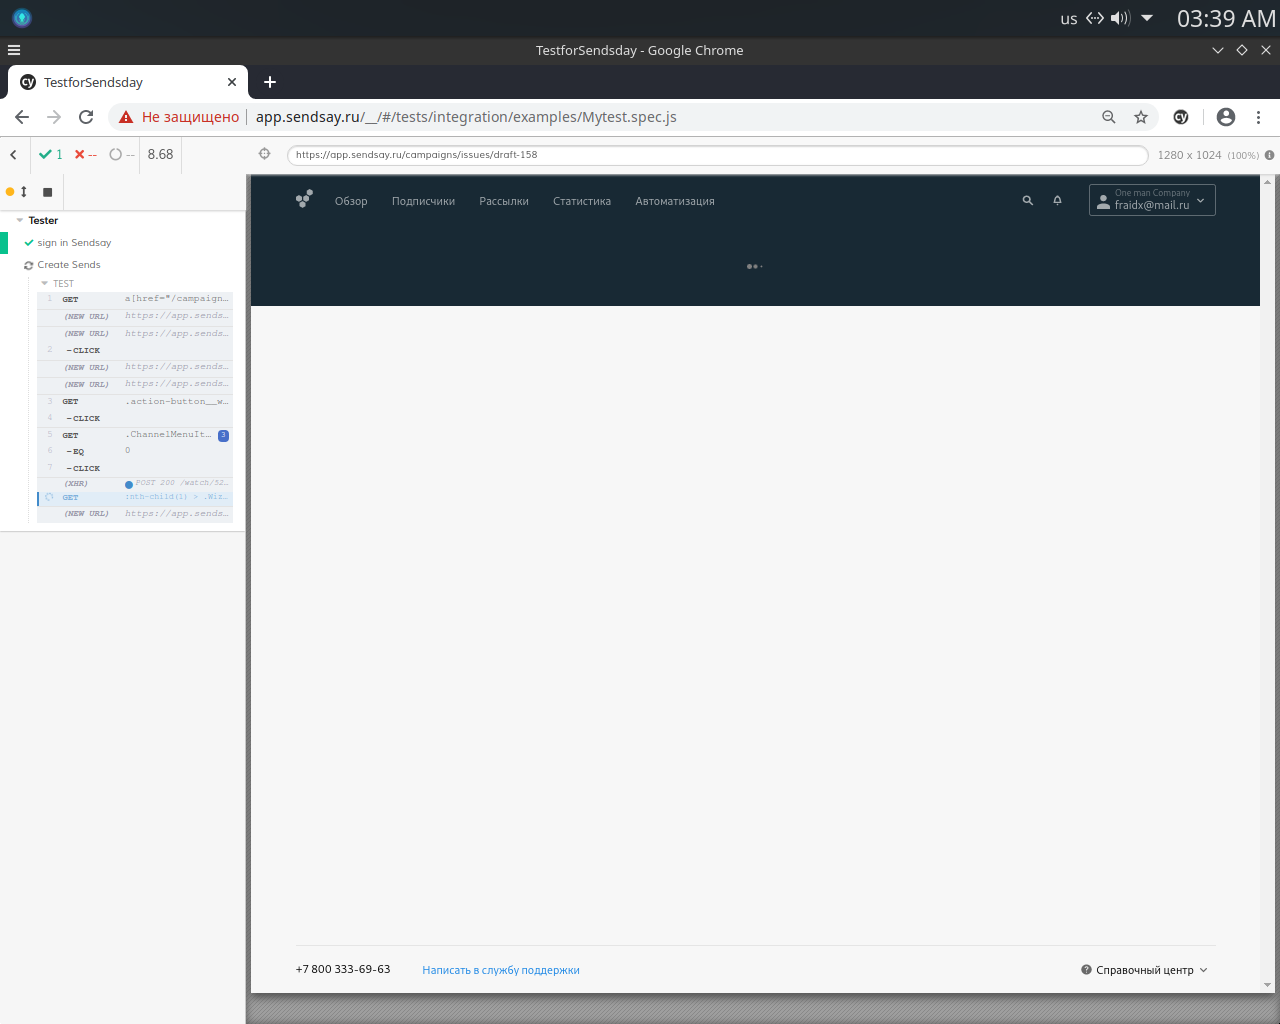 us 03:39 AM
TestforSendsday - Google Chrome
cy TestforSendsday
Не защищено app.sendsay.ru/__/#/tests/integration/examples/Mytest.spec.js cy
1 -- -- 8.68 https://app.sendsay.ru/campaigns/issues/draft-158 1280 x 1024 (100%)
Tester
sign in Sendsay
Create Sends
TEST
1 GET a[href="/campaign...
(NEW URL) https://app.sends...
(NEW URL) https://app.sends...
2 -CLICK
(NEW URL) https://app.sends...
(NEW URL) https://app.sends...
3 GET .action-button__w...
4 -CLICK
5 GET .ChannelMenuIt... 3
6 -EQ 0
7 -CLICK
(XHR) POST 200 /watch/52...
GET :nth-child(1) > .Wiz...
(NEW URL) https://app.sends...
Обзор Подписчики Рассылки Статистика Автоматизация
One man Company
fraidx@mail.ru
+7 800 333-69-63 Написать в службу поддержки Справочный центр